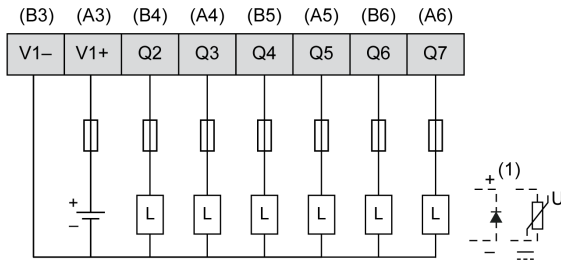 (B3) (A3) (B4) (A4) (B5) (A5) (B6) (A6)
V1– V1+ Q2 Q3 Q4 Q5 Q6 Q7
(1)
+
U
+
L L L L L L
–
–